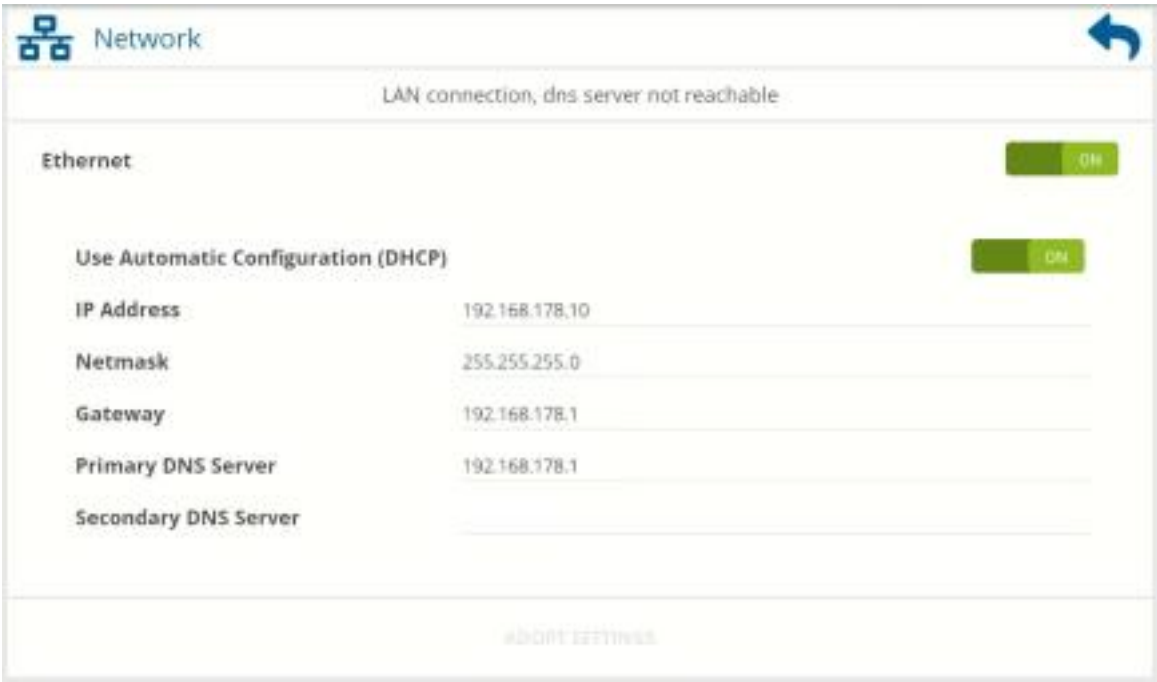 Network
LAN connection, dns server not reachable
Ethernet ON
Use Automatic Configuration (DHCP) ON
IP Address 192.168.178.10
Netmask 255.255.255.0
Gateway 192.168.178.1
Primary DNS Server 192.168.178.1
Secondary DNS Server
ADOPT SETTINGS